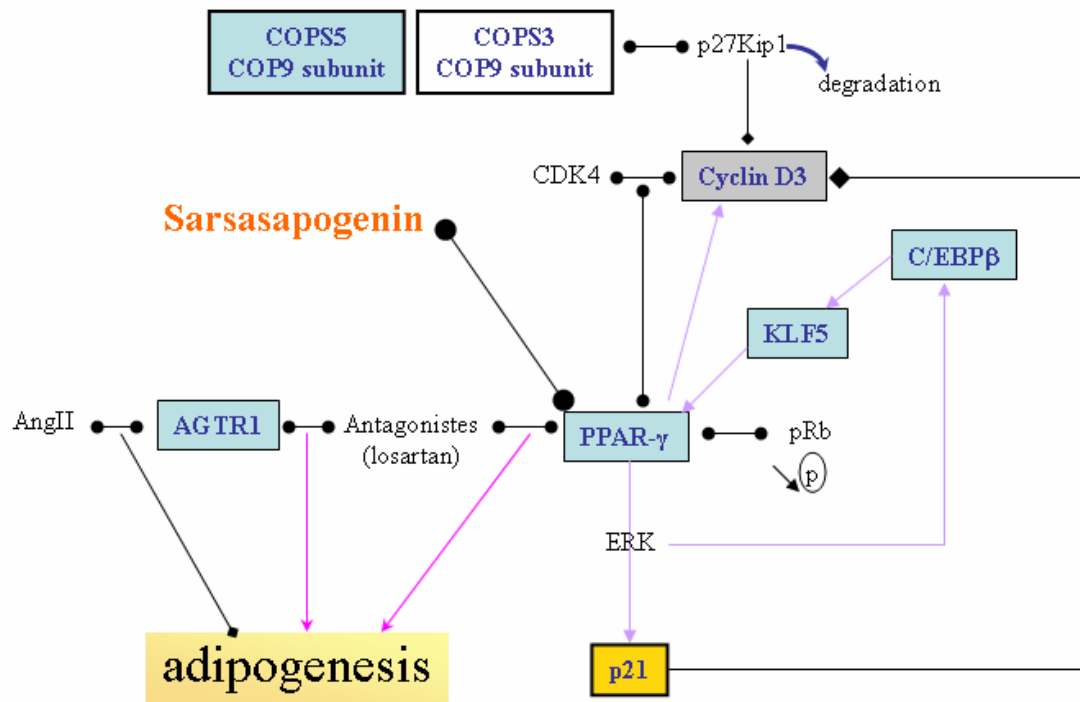 COPS5
COP9 subunit
COPS3
COP9 subunit
p27Kip1
degradation
CDK4
Cyclin D3
Sarsasapogenin
C/EBPβ
KLF5
AngII
AGTR1
Antagonistes
(losartan)
PPAR-γ
pRb
p
ERK
adipogenesis
p21